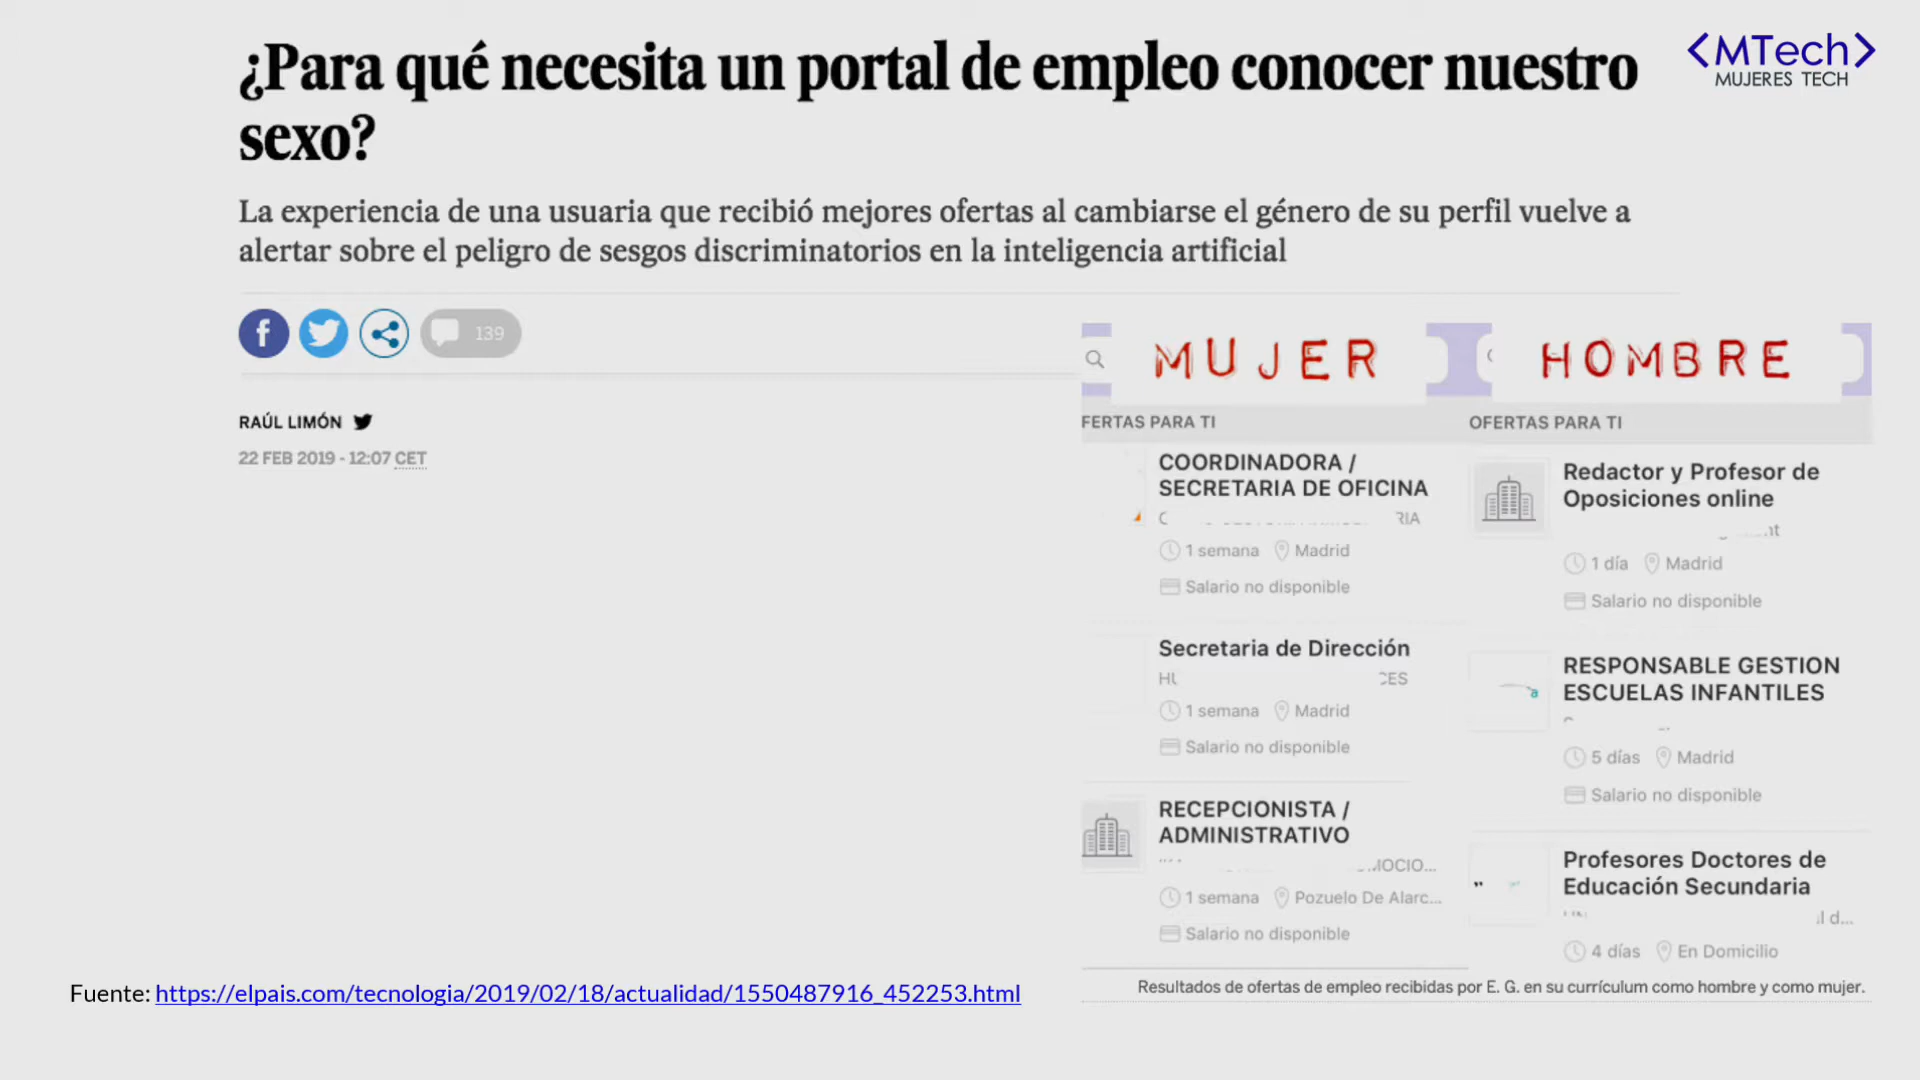 ¿Para qué necesita un portal de empleo conocer nuestro
sexo?
<MTech>
MUJERES TECH
La experiencia de una usuaria que recibió mejores ofertas al cambiarse el género de su perfil vuelve a
alertar sobre el peligro de sesgos discriminatorios en la inteligencia artificial
139
RAÚL LIMÓN
22 FEB 2019 - 12:07 CET
MUJER
FERTAS PARA TI
COORDINADORA /
SECRETARIA DE OFICINA
1 semana Madrid
Salario no disponible
Secretaria de Dirección
1 semana Madrid
Salario no disponible
RECEPCIONISTA /
ADMINISTRATIVO
1 semana Pozuelo De Alarc...
Salario no disponible
HOMBRE
OFERTAS PARA TI
Redactor y Profesor de
Oposiciones online
1 día Madrid
Salario no disponible
RESPONSABLE GESTION
ESCUELAS INFANTILES
5 días Madrid
Salario no disponible
Profesores Doctores de
Educación Secundaria
4 días En Domicilio
Resultados de ofertas de empleo recibidas por E. G. en su currículum como hombre y como mujer.
Fuente: https://elpais.com/tecnologia/2019/02/18/actualidad/1550487916_452253.html